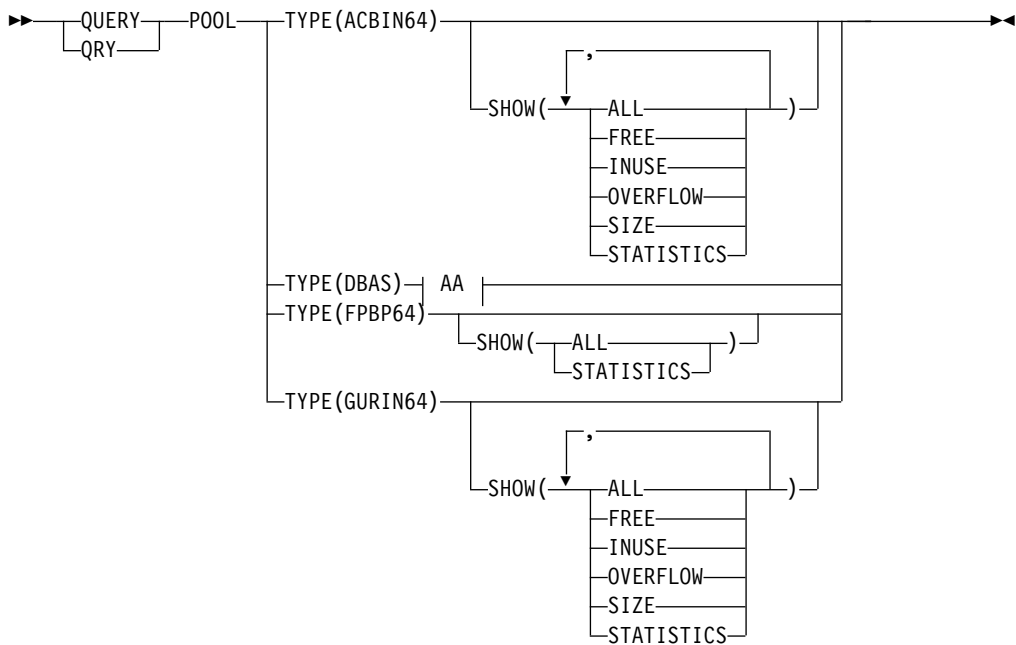 QUERY POOL TYPE(ACBIN64)
QRY ,
SHOW( ALL )
FREE
INUSE
OVERFLOW
SIZE
STATISTICS
TYPE(DBAS) AA
TYPE(FPBP64)
SHOW( ALL )
STATISTICS
TYPE(GURIN64)
,
SHOW( ALL )
FREE
INUSE
OVERFLOW
SIZE
STATISTICS